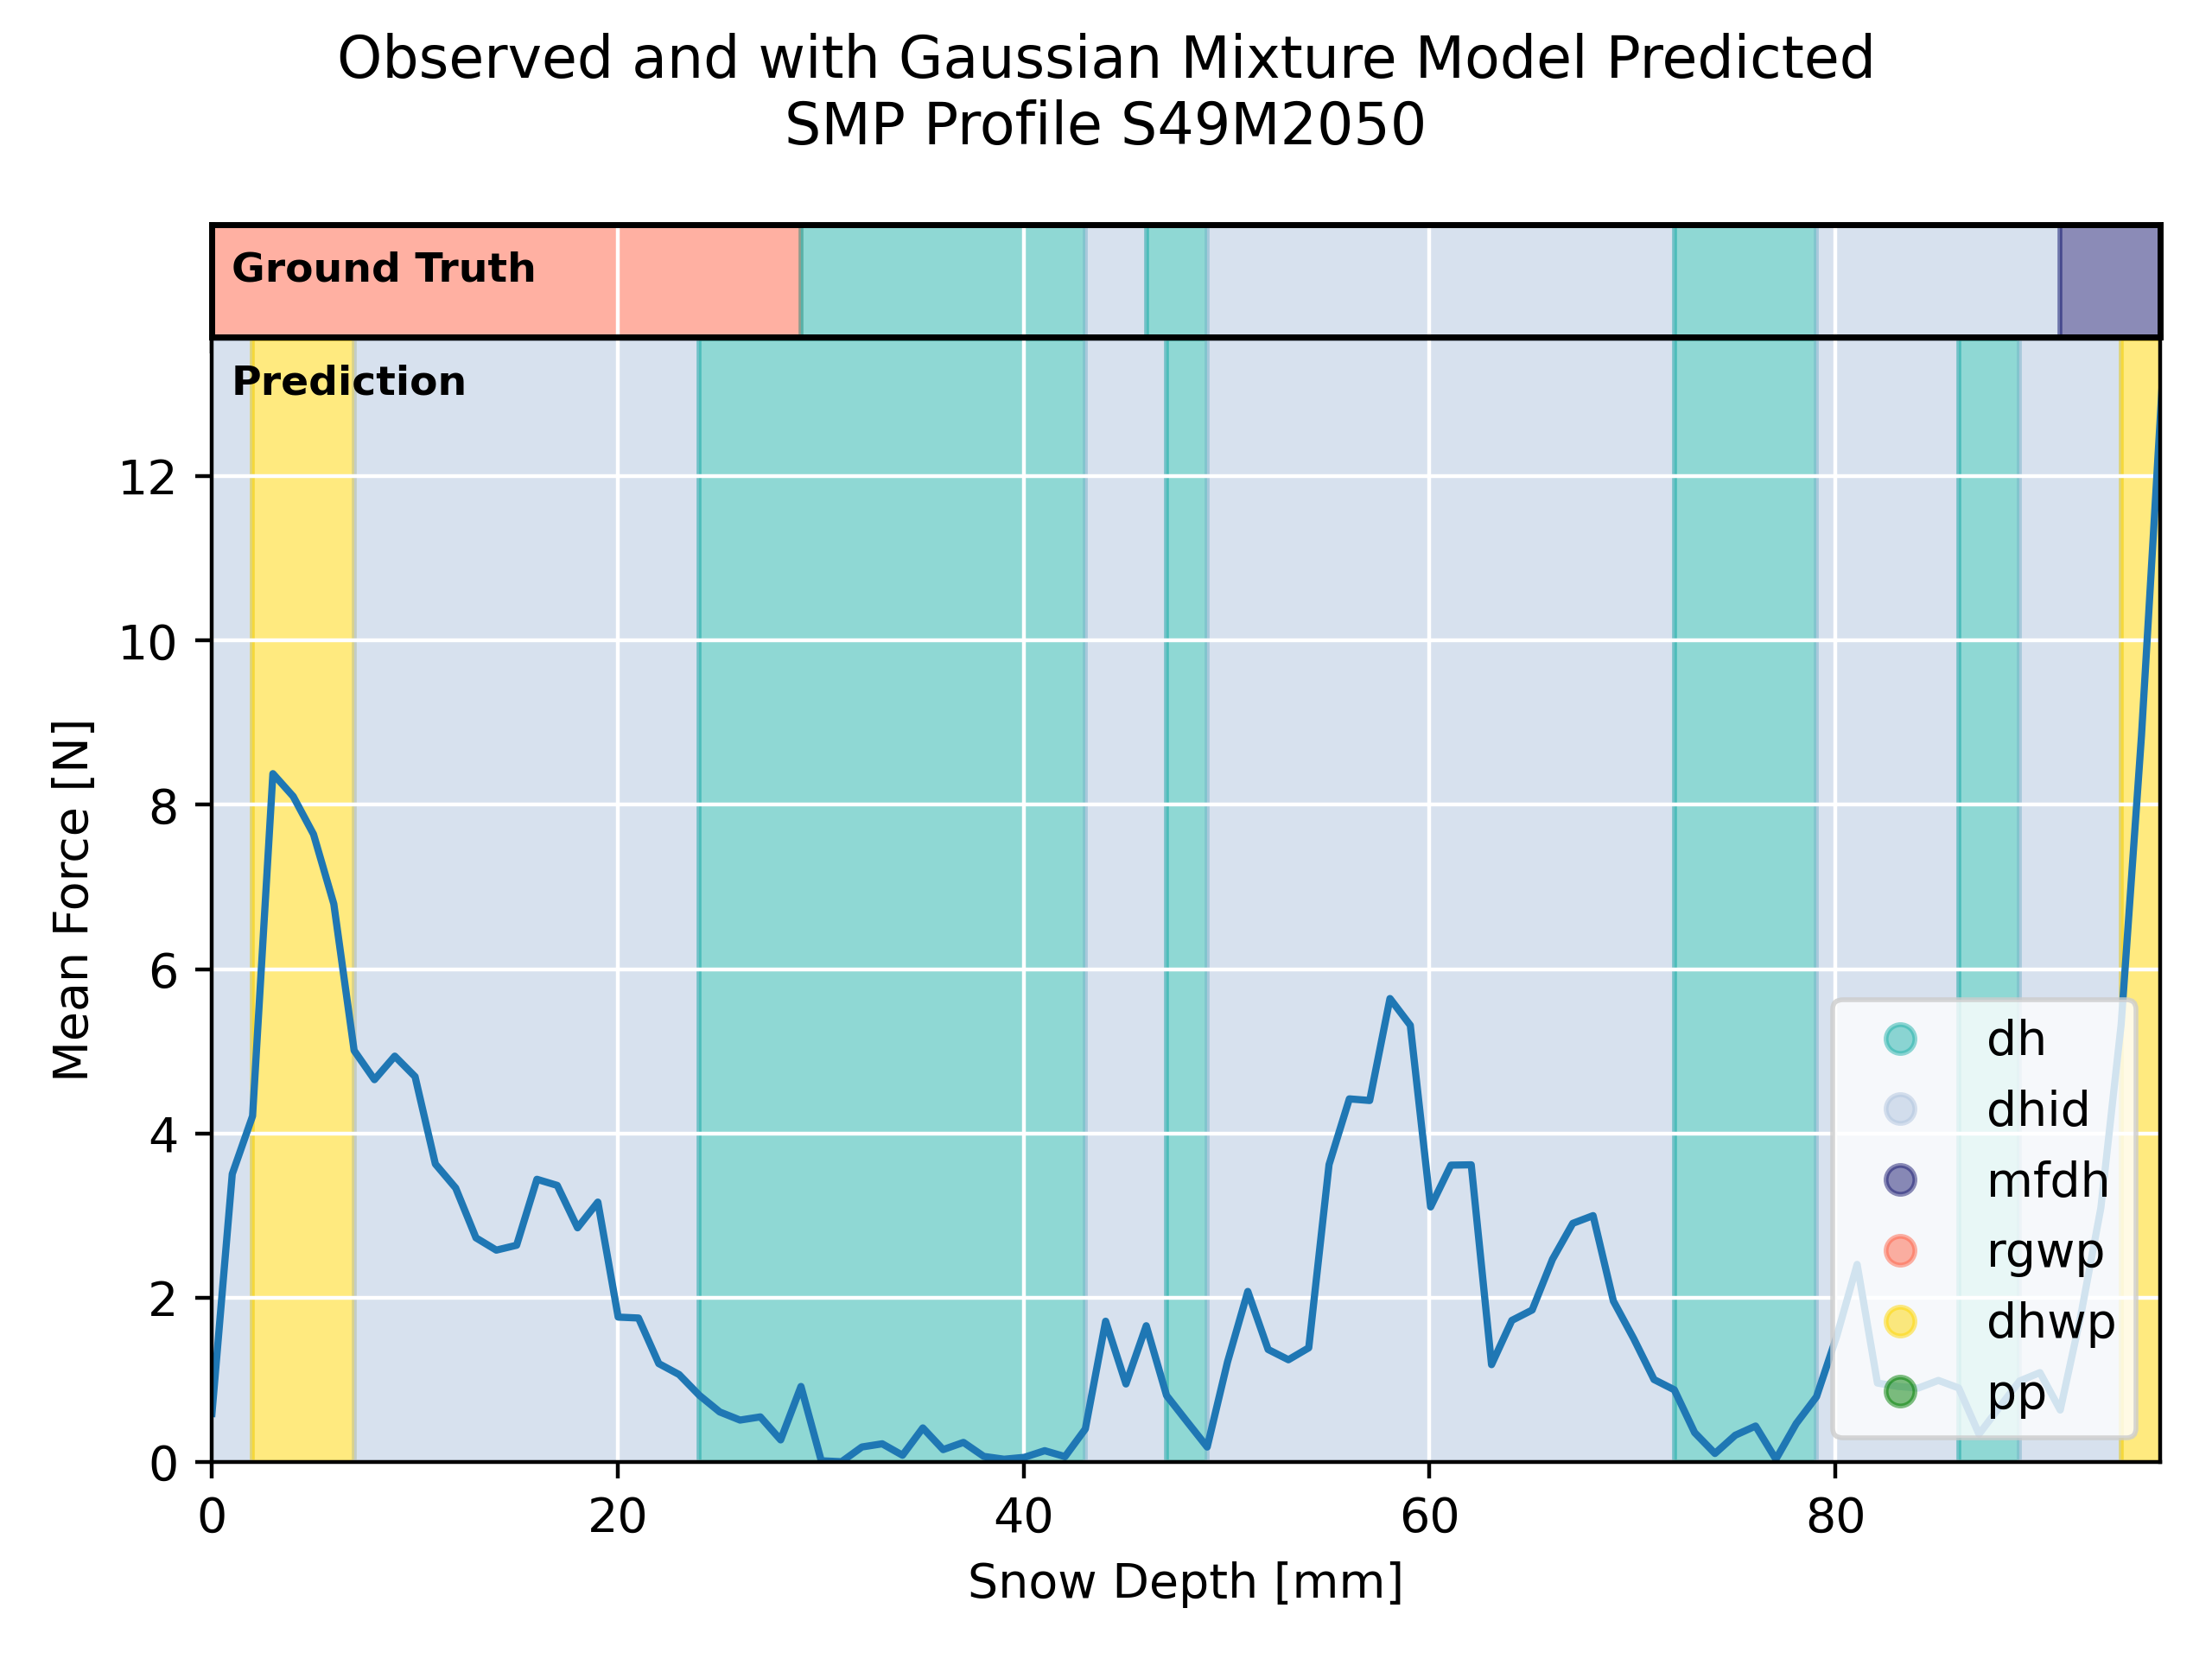 Observed and with Gaussian Mixture Model Predicted
SMP Profile S49M2050
Ground Truth
Prediction
12
10
8
6
4
2
0
Mean Force [N]
dh
dhid
mfdh
rgwp
dhwp
pp
0 20 40 60 80
Snow Depth [mm]